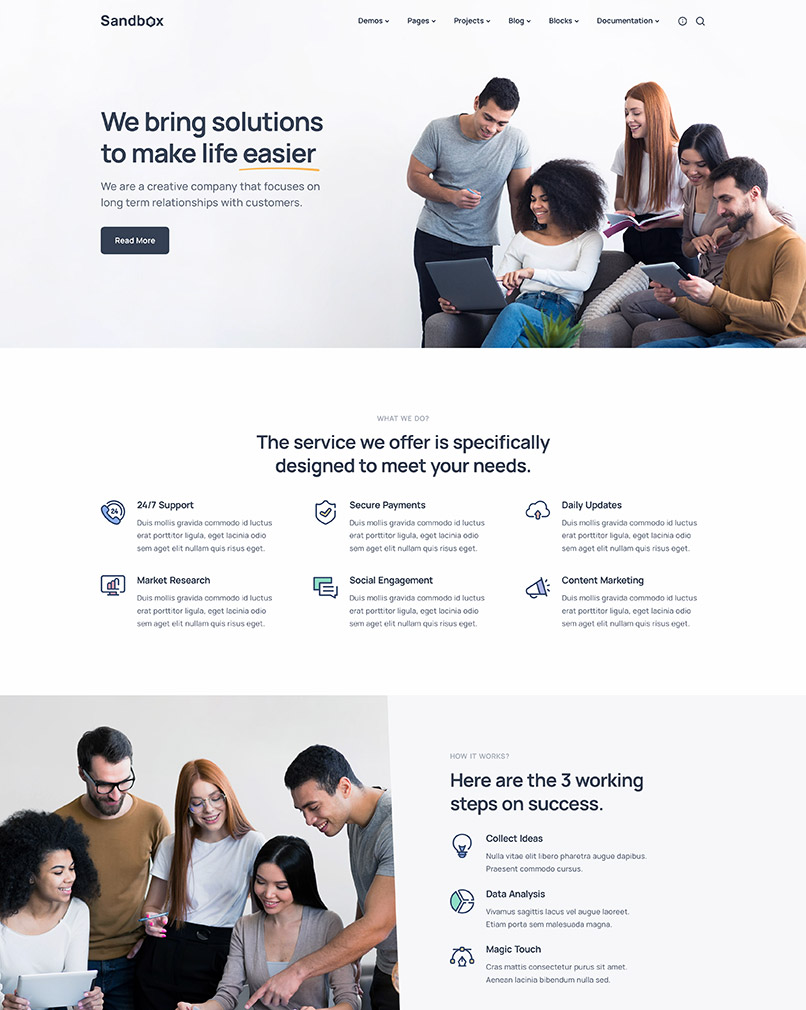 Sandbox
Demos Pages Projects Blog Blocks Documentation
We bring solutions
to make life easier
We are a creative company that focuses on
long term relationships with customers.
Read More
WHAT WE DO?
The service we offer is specifically
designed to meet your needs.
24
24/7 Support
Duis mollis gravida commodo id luctus
erat porttitor ligula, eget lacinia odio
sem aget elit nullam quis risus eget.
Secure Payments
Duis mollis gravida commodo id luctus
erat porttitor ligula, eget lacinia odio
sem aget elit nullam quis risus eget.
Daily Updates
Duis mollis gravida commodo id luctus
erat porttitor ligula, eget lacinia odio
sem aget elit nullam quis risus eget.
Market Research
Duis mollis gravida commodo id luctus
erat porttitor ligula, eget lacinia odio
sem aget elit nullam quis risus eget.
Social Engagement
Duis mollis gravida commodo id luctus
erat porttitor ligula, eget lacinia odio
sem aget elit nullam quis risus eget.
Content Marketing
Duis mollis gravida commodo id luctus
erat porttitor ligula, eget lacinia odio
sem aget elit nullam quis risus eget.
HOW IT WORKS?
Here are the 3 working
steps on success.
Collect Ideas
Nulla vitae elit libero pharetra augue dapibus.
Praesent commodo cursus.
Data Analysis
Vivamus sagittis lacus vel augue laoreet.
Etiam porta sem malesuada magna.
Magic Touch
Cras mattis consectetur purus sit amet.
Aenean lacinia bibendum nulla sed.